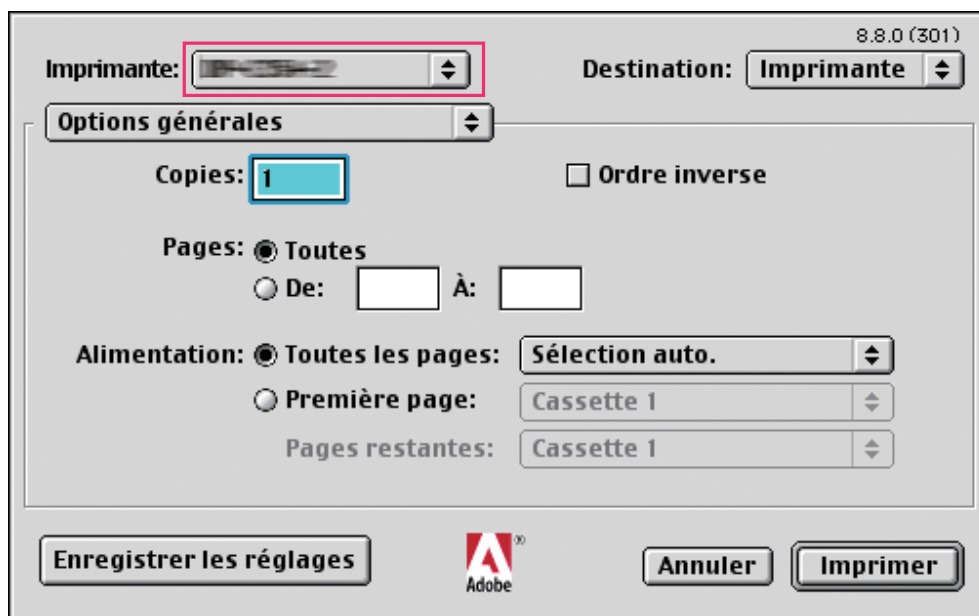 8.8.0 (301)
Imprimante: Destination: Imprimante
Options générales
Copies: 1 Ordre inverse
Pages: Toutes
De: À:
Alimentation: Toutes les pages: Sélection auto.
Première page: Cassette 1
Pages restantes: Cassette 1
Enregistrer les réglages Adobe ® Annuler Imprimer